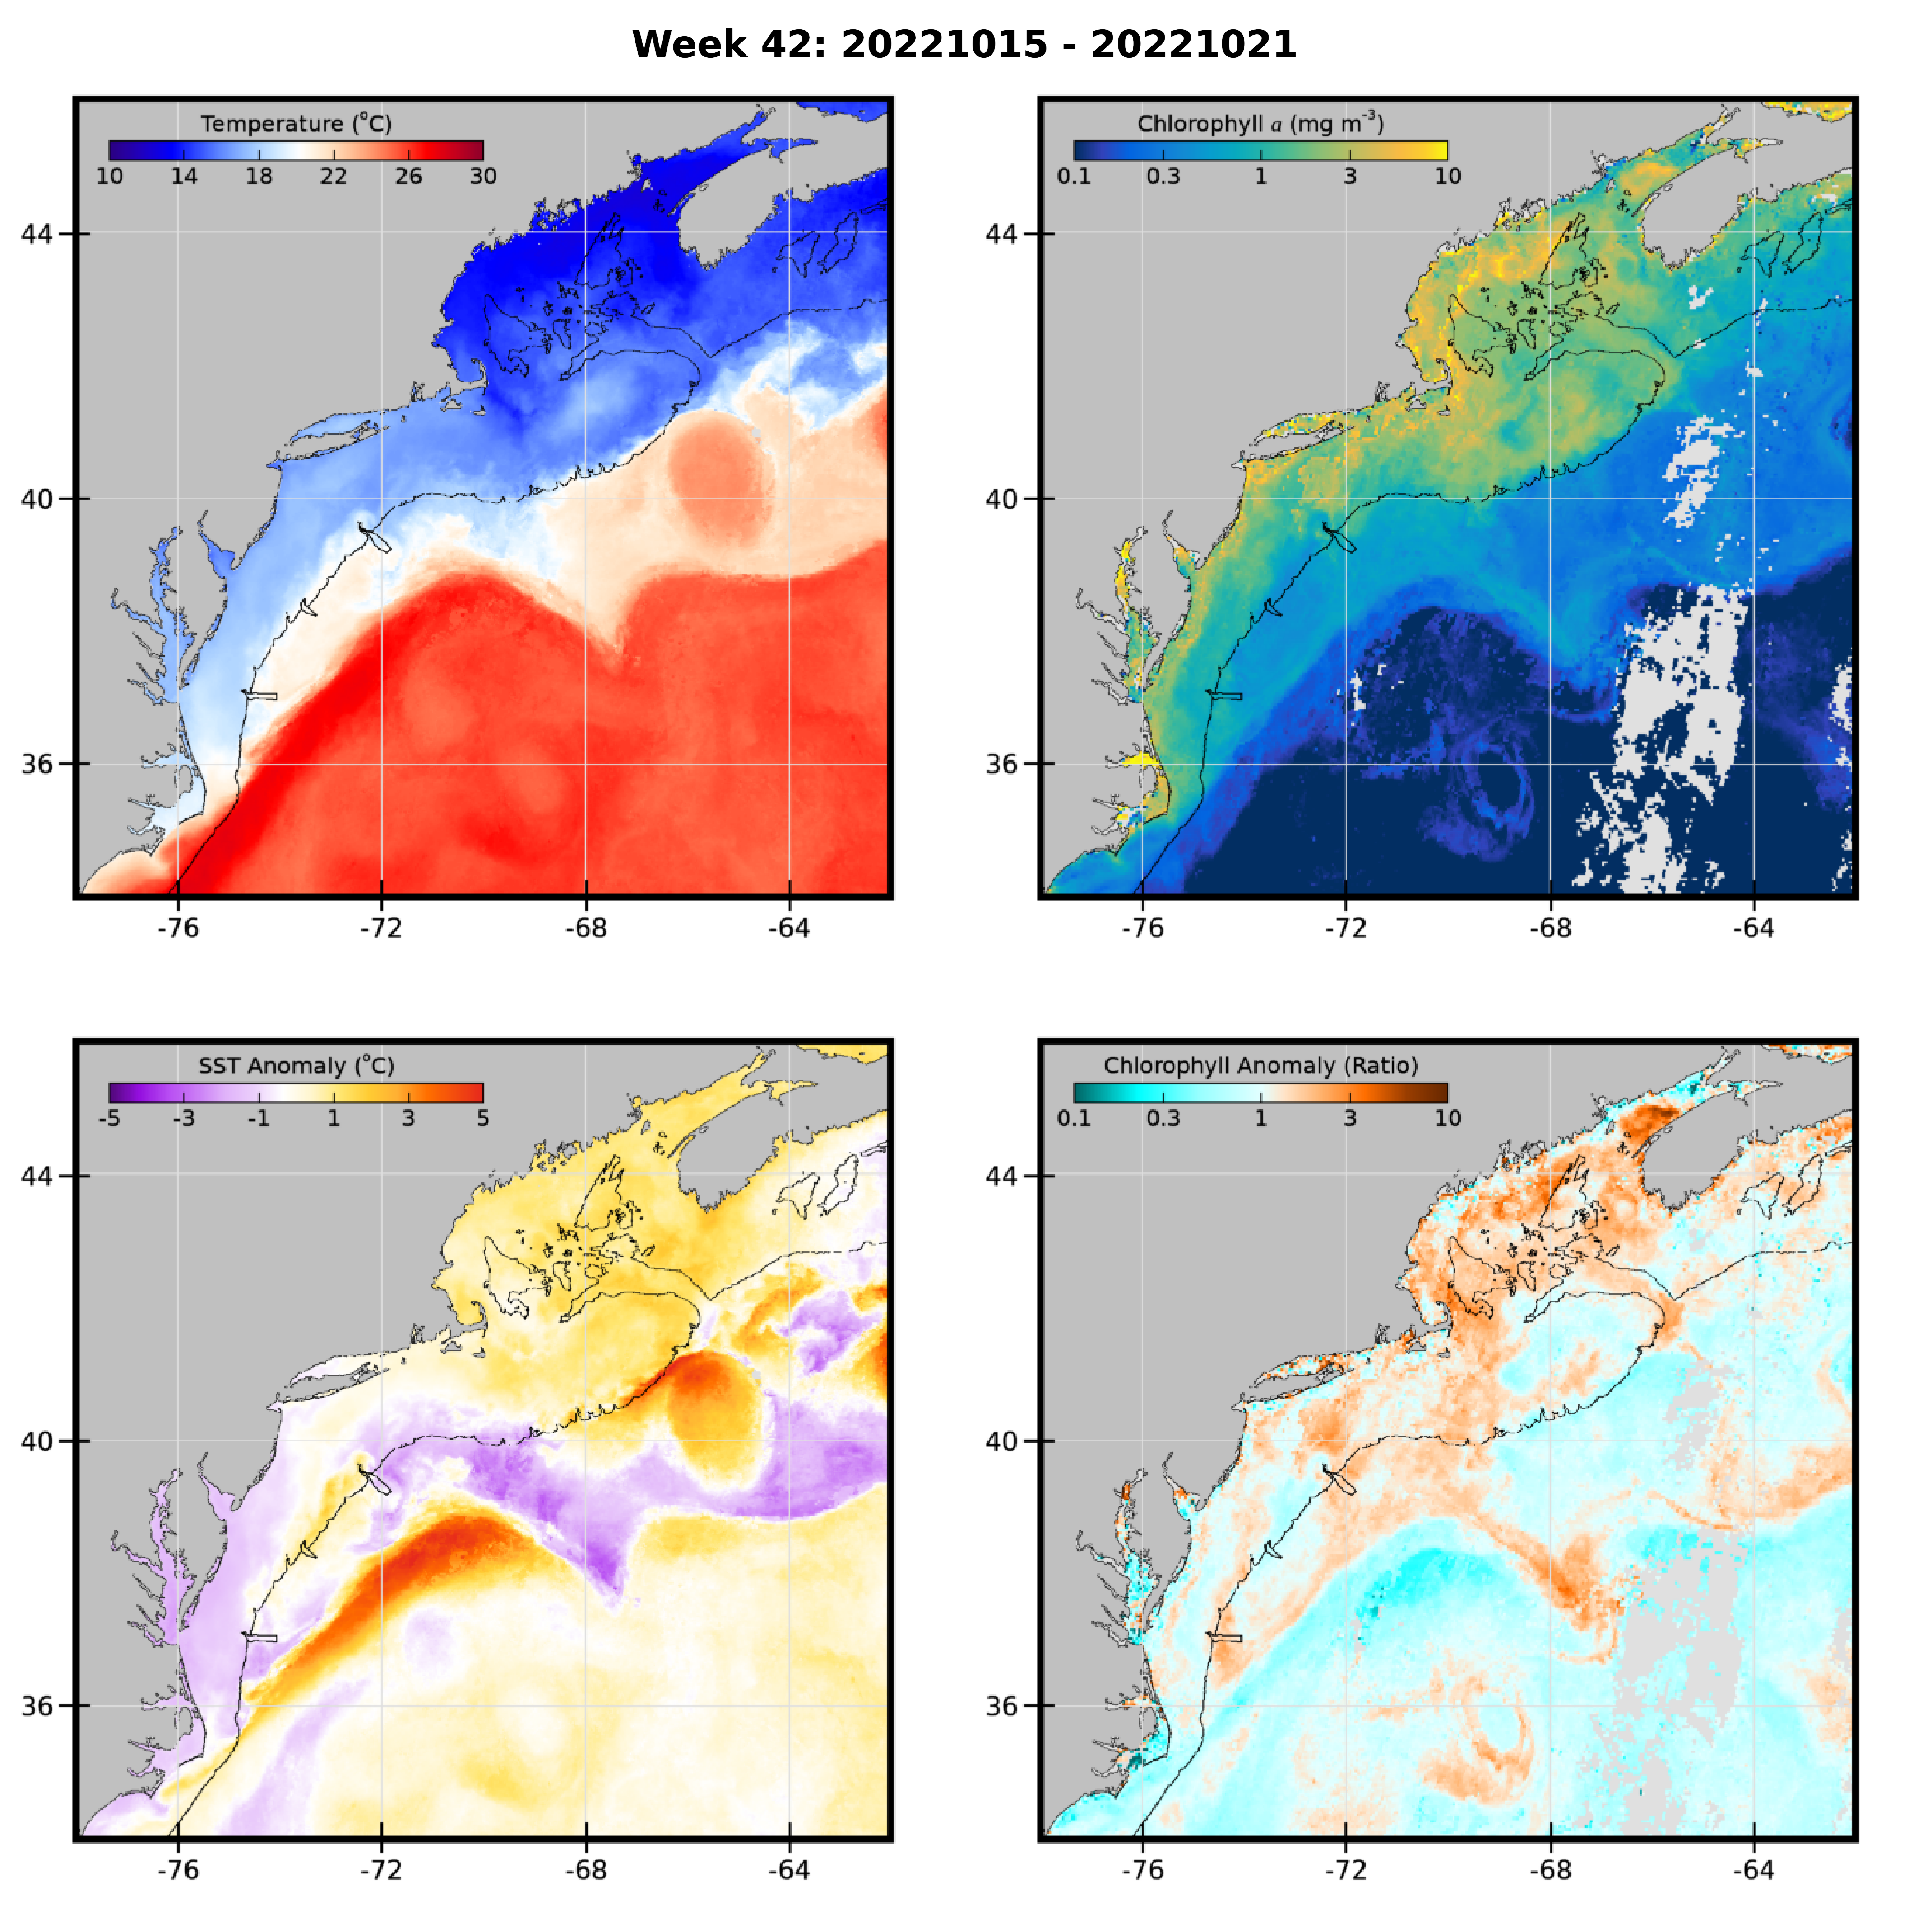 Week 42: 20221015 - 20221021
Temperature (°C)
10 14 18 22 26 30
44
40
36
-76 -72 -68 -64
Chlorophyll a (mg m⁻³)
0.1 0.3 1 3 10
44
40
36
-76 -72 -68 -64
SST Anomaly (°C)
-5 -3 -1 1 3 5
44
40
36
-76 -72 -68 -64
Chlorophyll Anomaly (Ratio)
0.1 0.3 1 3 10
44
40
36
-76 -72 -68 -64